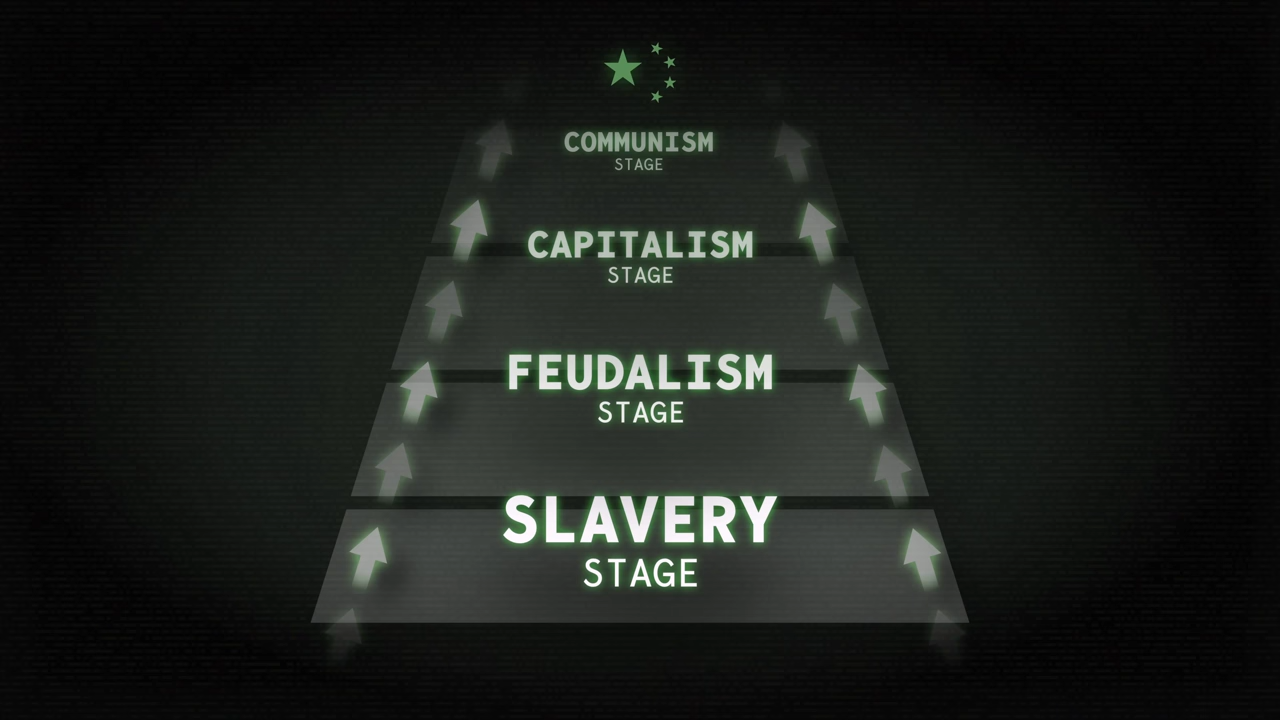 COMMUNISM
STAGE
CAPITALISM
STAGE
FEUDALISM
STAGE
SLAVERY
STAGE